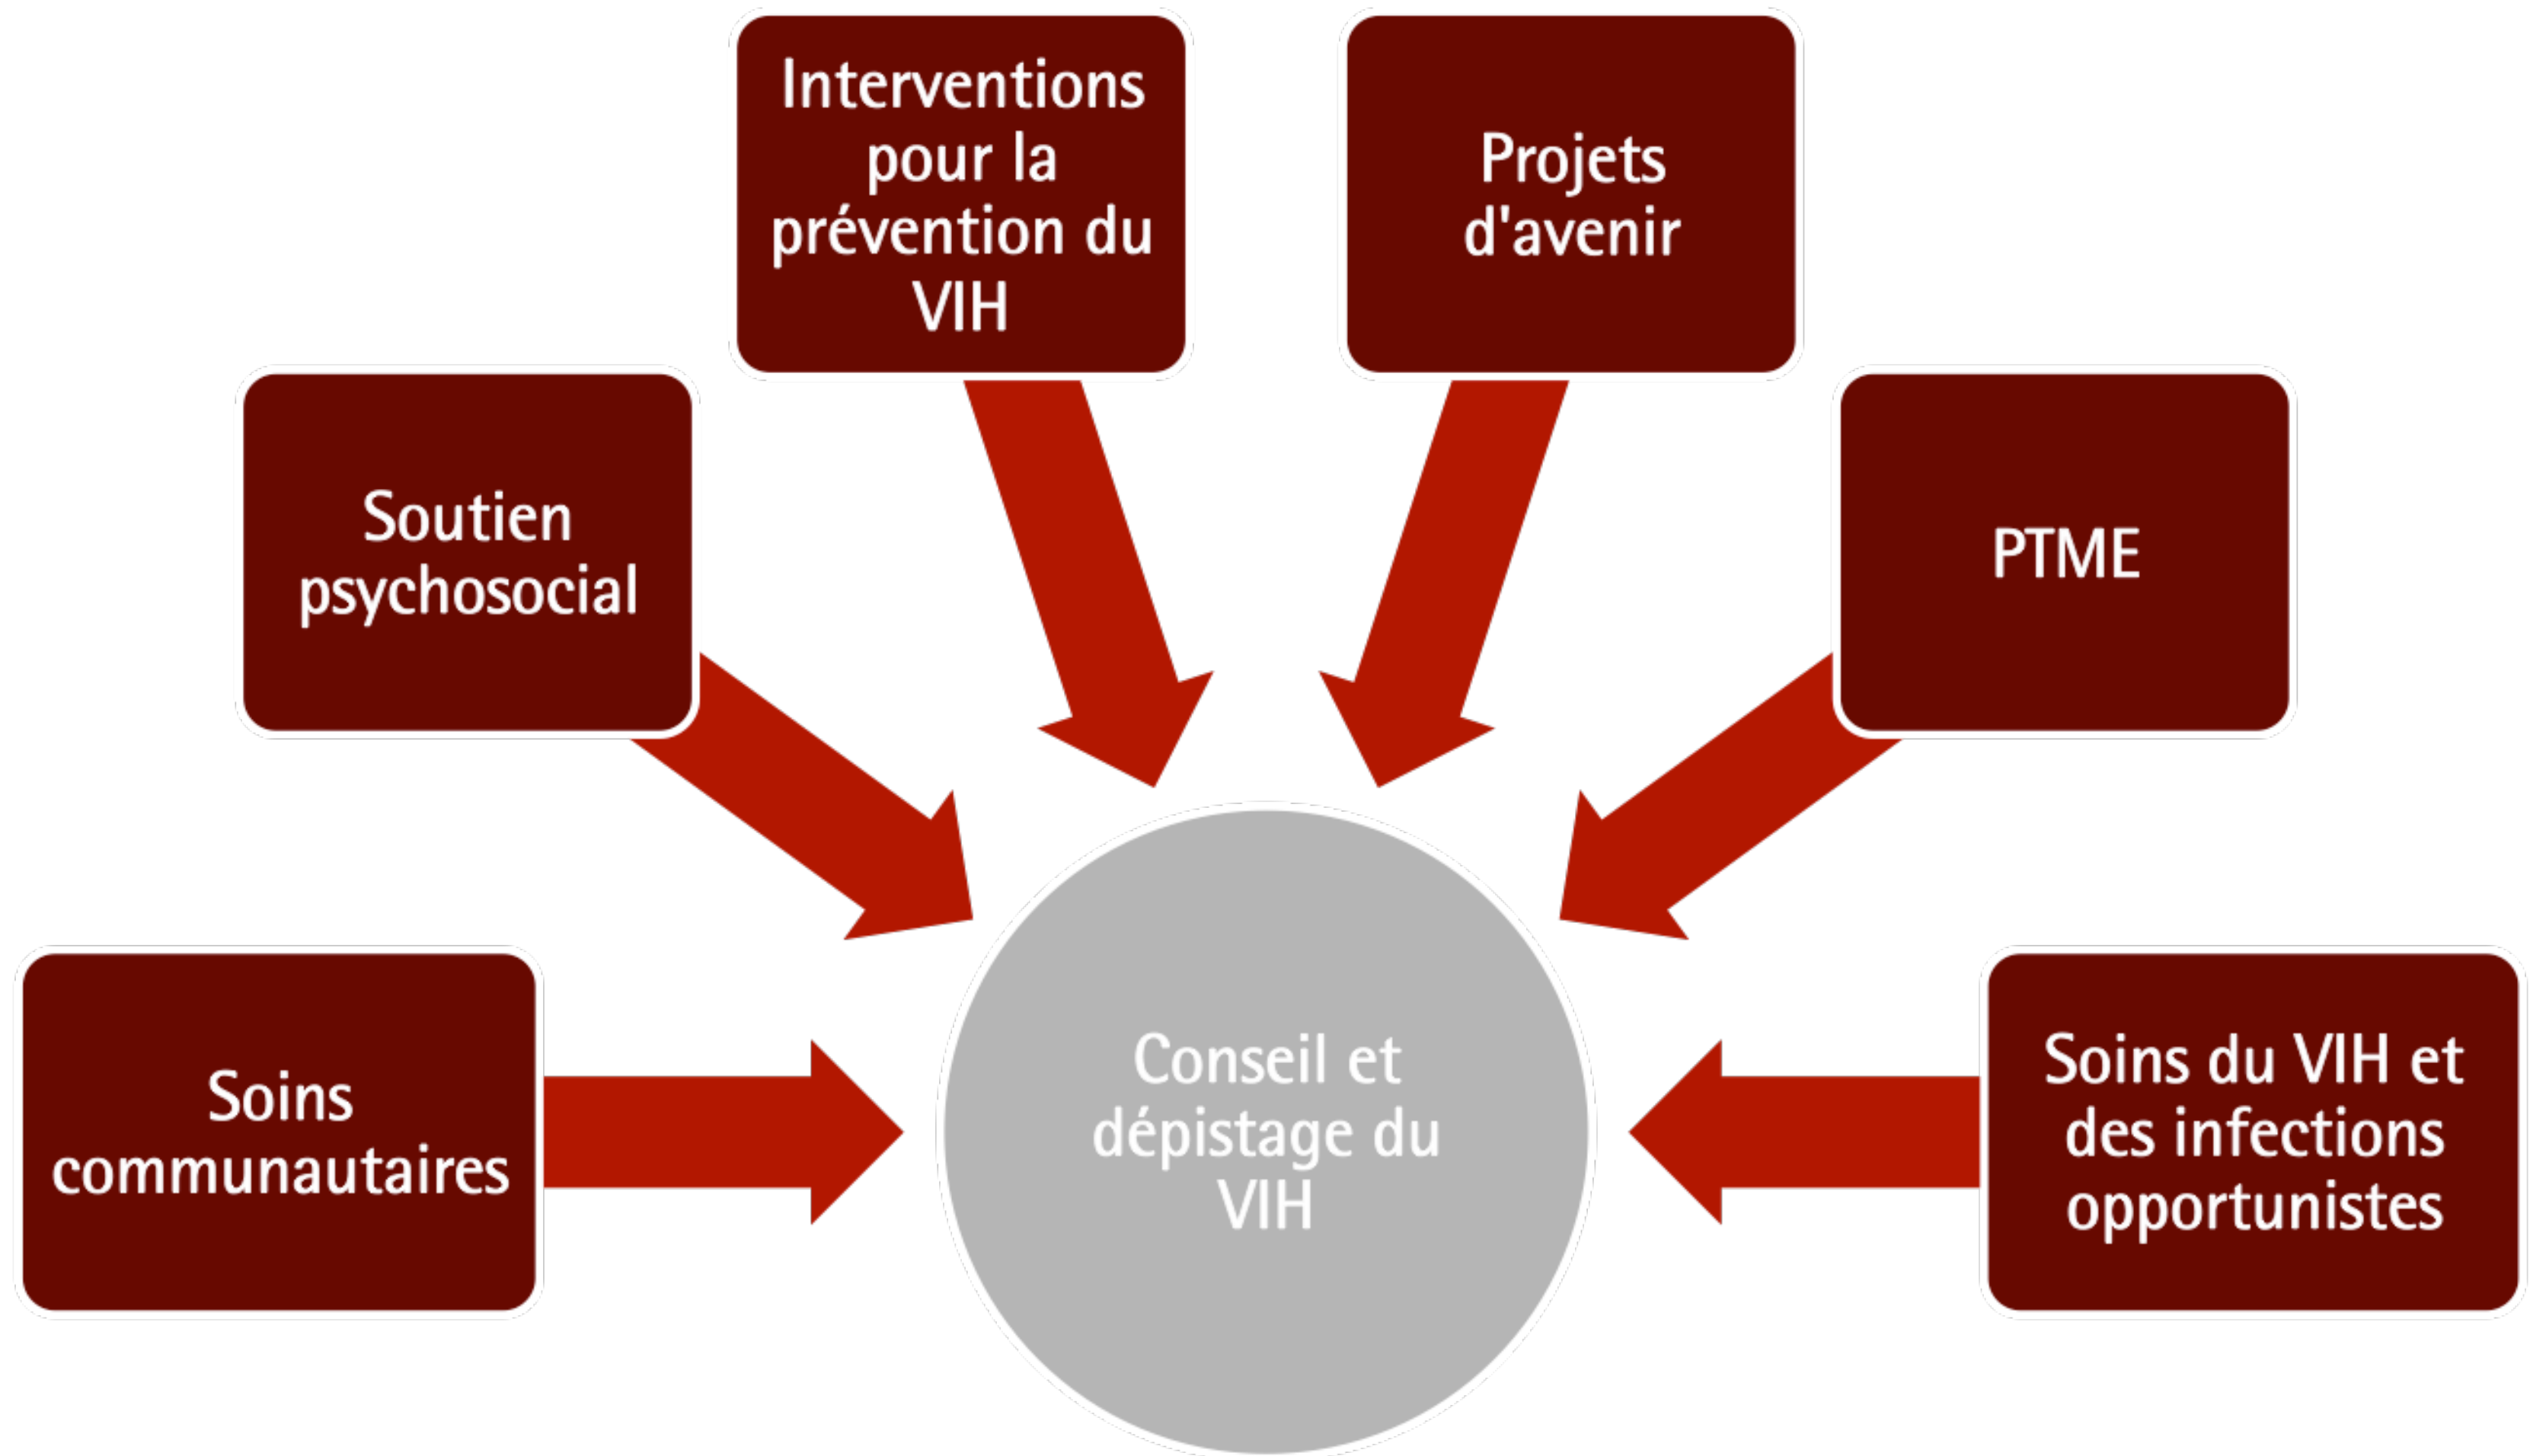 Interventions
pour la
prévention du
VIH
Projets
d'avenir
Soutien
psychosocial
PTME
Soins
communautaires
Conseil et
dépistage du
VIH
Soins du VIH et
des infections
opportunistes